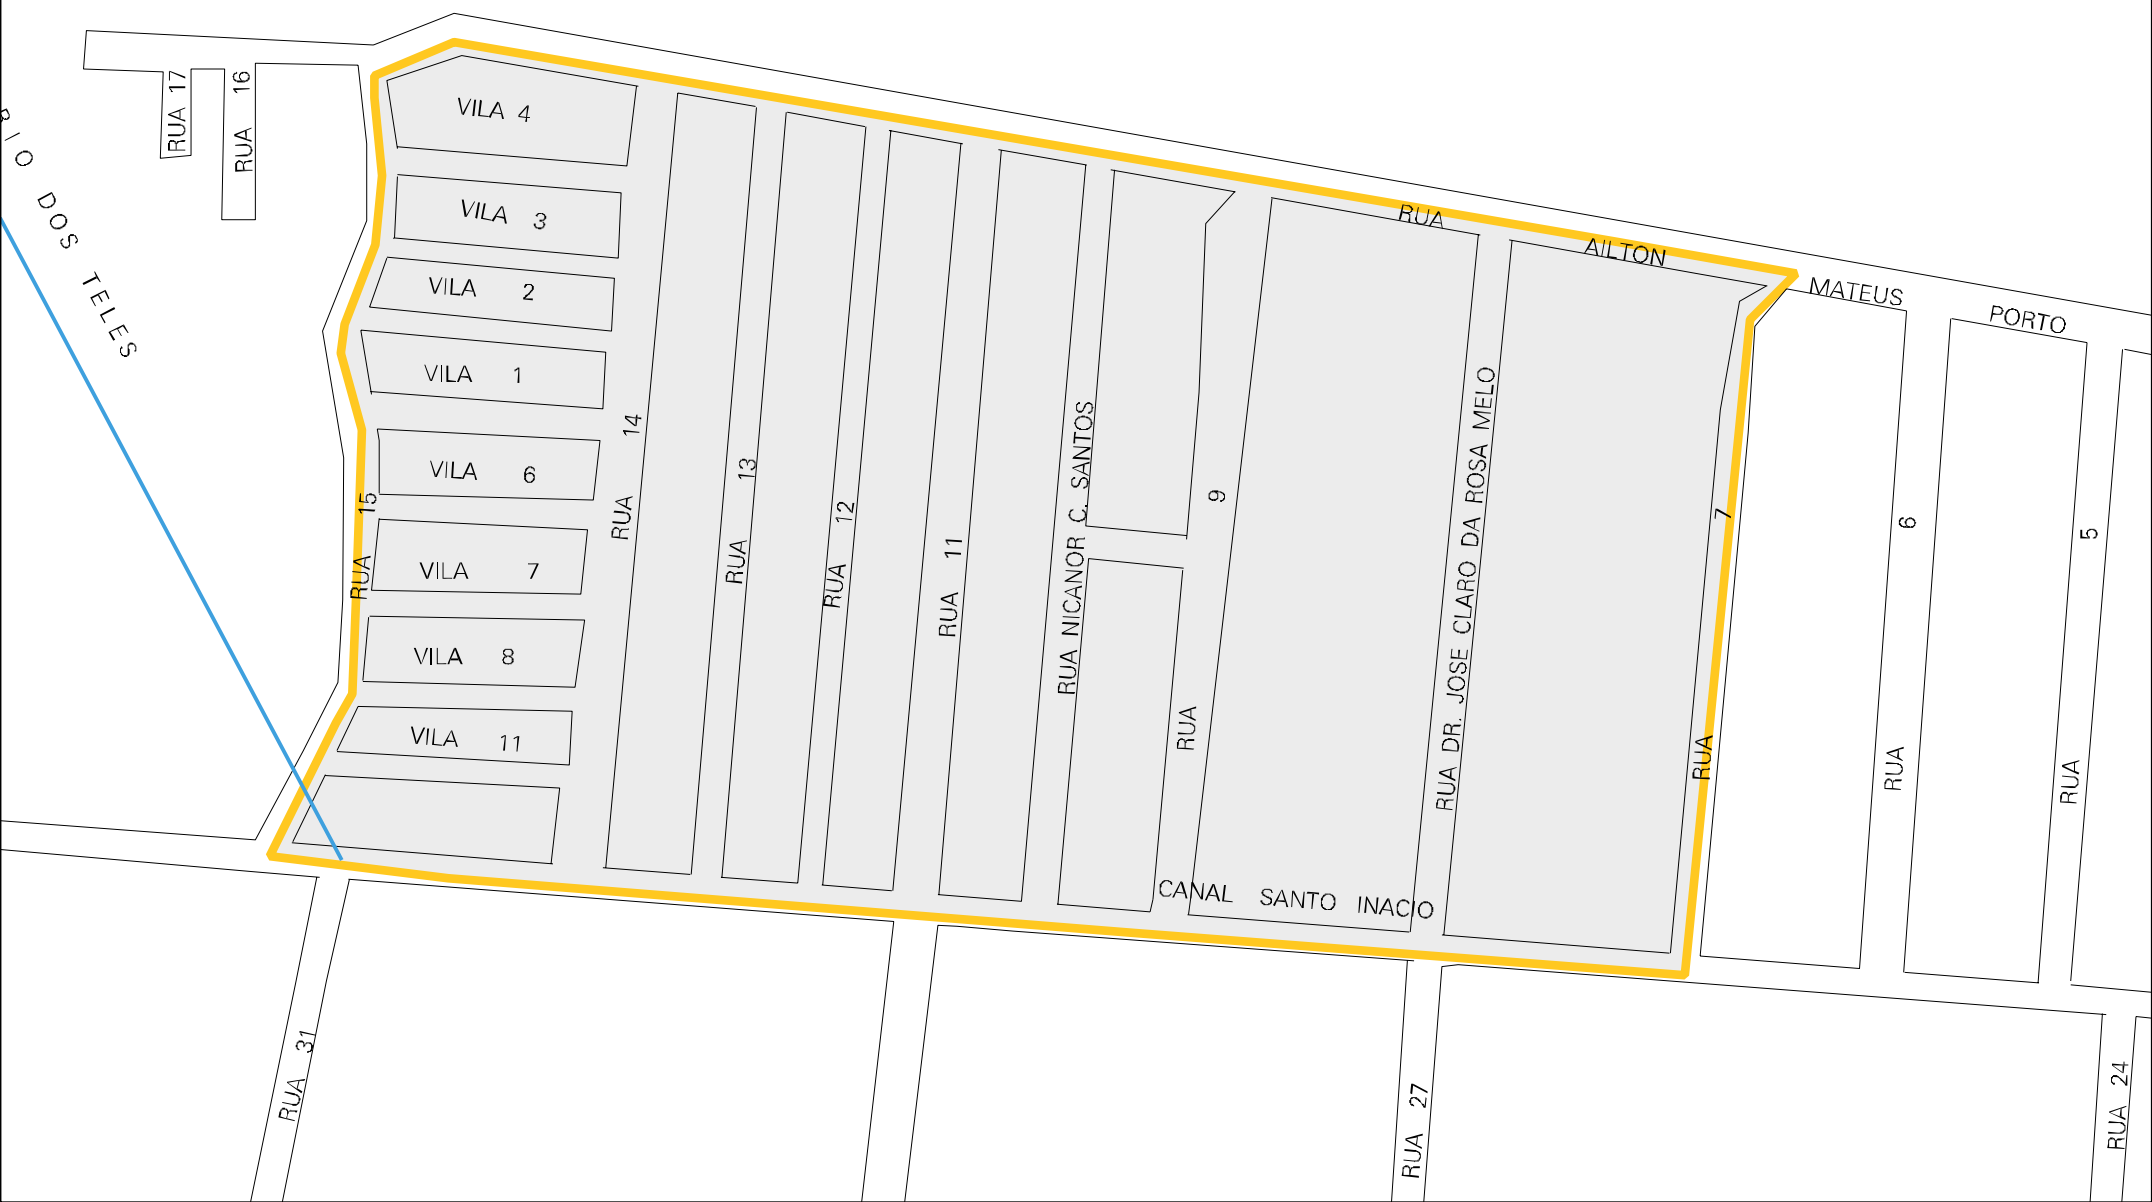 RUA 17
RUA 16
RIO DOS TELES
VILA 4
VILA 3
VILA 2
VILA 1
VILA 6
VILA 7
VILA 8
VILA 11
RUA 15
RUA 14
RUA 13
RUA 12
RUA 11
RUA NICANOR C. SANTOS
RUA 9
RUA DR. JOSE CLARO DA ROSA MELO
RUA 7
RUA 6
RUA 5
RUA AILTON MATEUS PORTO
CANAL SANTO INACIO
RUA 31
RUA 27
RUA 24